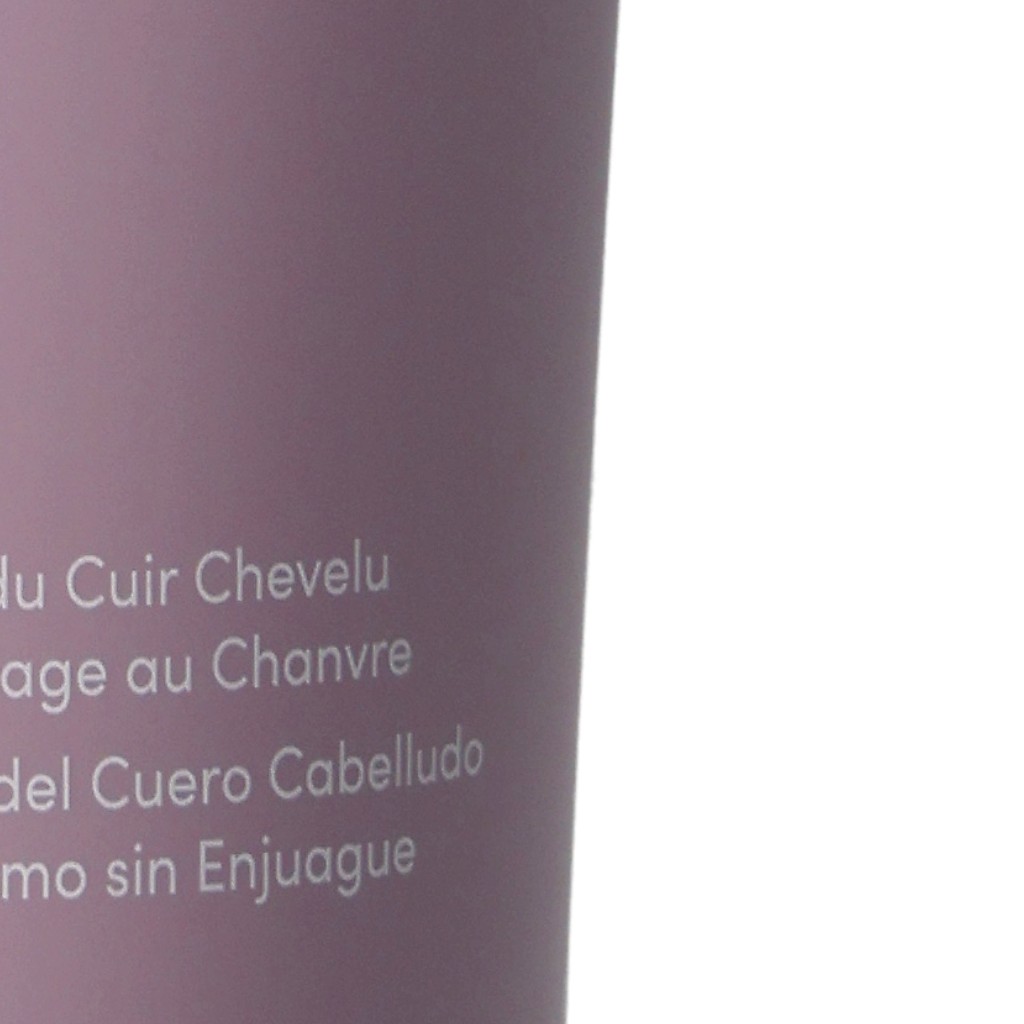 du Cuir Chevelu
age au Chanvre
del Cuero Cabelludo
mo sin Enjuague